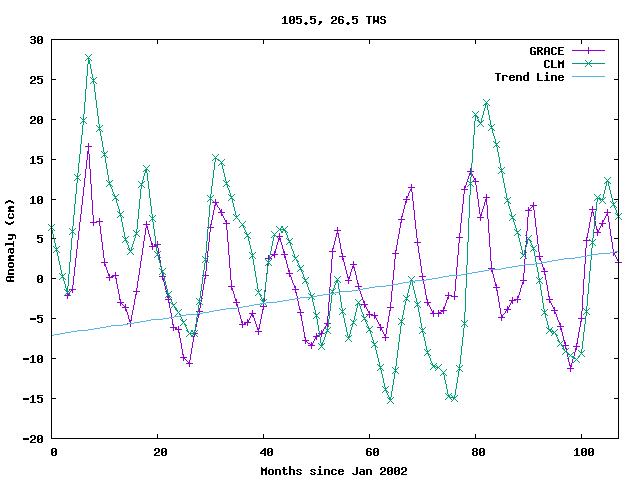 105.5, 26.5 TWS
GRACE
CLM
Trend Line
Anomaly (cm)
30
25
20
15
10
5
0
-5
-10
-15
-20
0 20 40 60 80 100
Months since Jan 2002